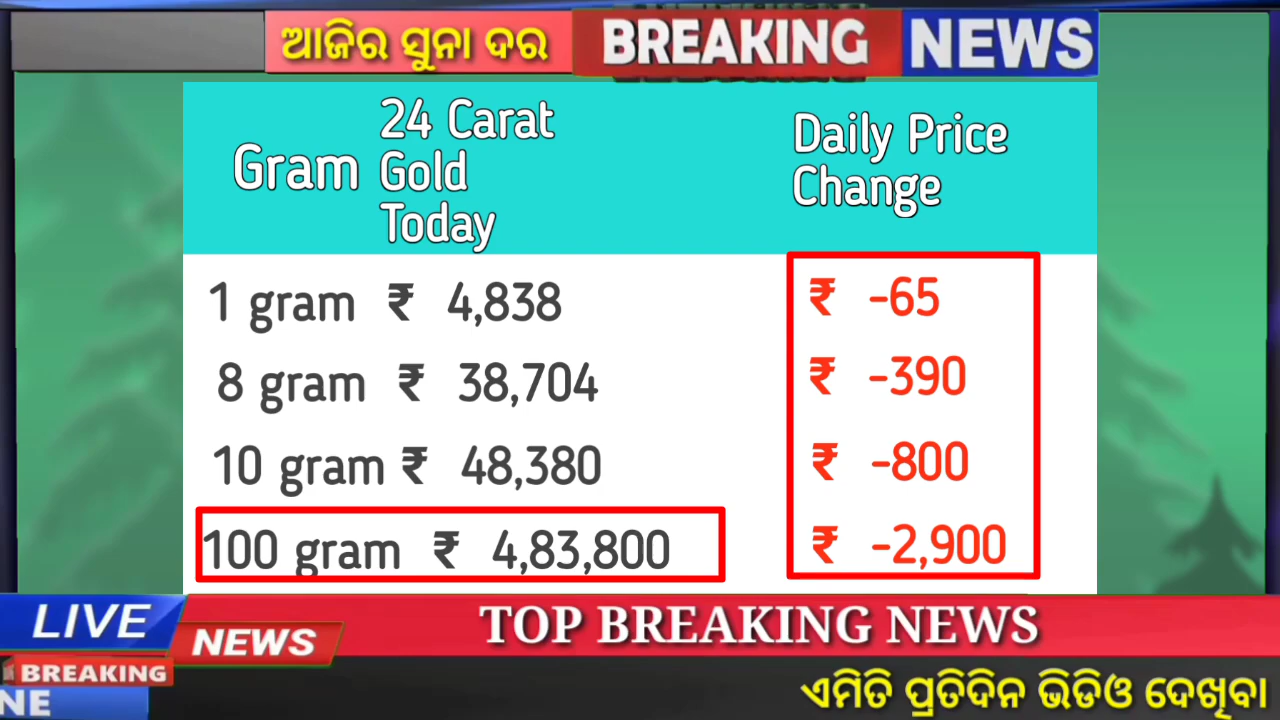 ଆଜିର ସୁନା ଦର BREAKING NEWS
Gram 24 Carat Gold Today Daily Price Change
1 gram ₹ 4,838 ₹ -65
8 gram ₹ 38,704 ₹ -390
10 gram ₹ 48,380 ₹ -800
100 gram ₹ 4,83,800 ₹ -2,900
LIVE NEWS TOP BREAKING NEWS
BREAKING
NE ଏମିତି ପ୍ରତିଦିନ ଭିଡିଓ ଦେଖିବା